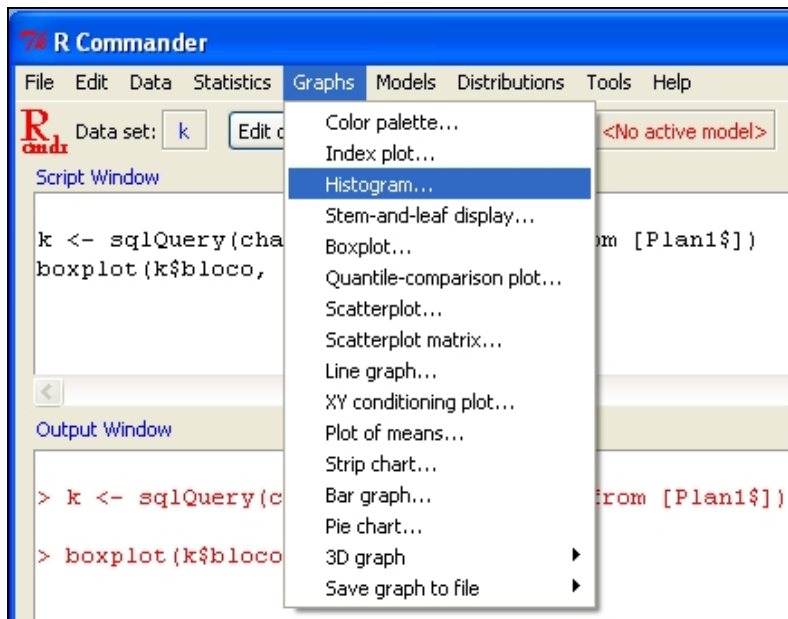 R Commander
File Edit Data Statistics Graphs Models Distributions Tools Help
R cmdr Data set: k Edit <No active model>
Color palette...
Index plot...
Histogram...
Stem-and-leaf display...
Boxplot...
Quantile-comparison plot...
Scatterplot...
Scatterplot matrix...
Line graph...
XY conditioning plot...
Plot of means...
Strip chart...
Bar graph...
Pie chart...
3D graph
Save graph to file
Script Window
k <- sqlQuery(cha om [Plan1$])
boxplot(k$bloco,
Output Window
> k <- sqlQuery(c from [Plan1$])
> boxplot(k$bloco